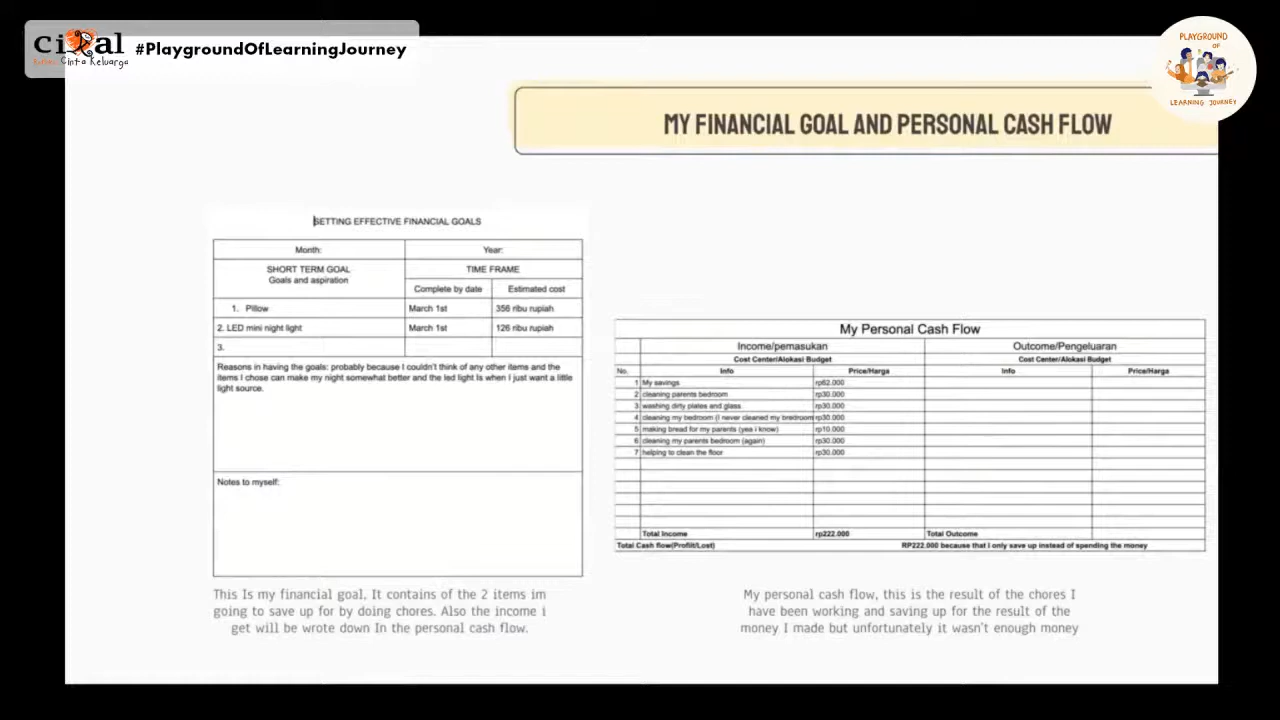 cikal
#PlaygroundOfLearningJourney
Cinta Keluarga
PLAYGROUND
OF
LEARNING JOURNEY
MY FINANCIAL GOAL AND PERSONAL CASH FLOW
SETTING EFFECTIVE FINANCIAL GOALS
Month: Year:
SHORT TERM GOAL TIME FRAME
Goals and aspiration
Complete by date Estimated cost
1. Pillow March 1st 356 ribu rupiah
2. LED mini night light March 1st 126 ribu rupiah
3.
Reasons in having the goals: probably because I couldn't think of any other items and the
items I chose can make my night somewhat better and the led light Is when I just want a little
light source.
Notes to myself:
This Is my financial goal, It contains of the 2 items im
going to save up for by doing chores. Also the income i
get will be wrote down In the personal cash flow.
My Personal Cash Flow
Income/pemasukan Outcome/Pengeluaran
Cost Center/Alokasi Budget Cost Center/Alokasi Budget
No. Info Price/Harga Info Price/Harga
1 My savings rp62.000
2 cleaning parents bedroom rp30.000
3 washing dirty plates and glass rp30.000
4 cleaning my bedroom (I never cleaned my bredroom rp30.000
5 making bread for my parents (yea i know) rp10.000
6 cleaning my parents bedroom (again) rp30.000
7 helping to clean the floor rp30.000
Total Income rp222.000 Total Outcome
Total Cash flow(Profiit/Lost) RP222.000 because that I only save up instead of spending the money
My personal cash flow, this is the result of the chores I
have been working and saving up for the result of the
money I made but unfortunately it wasn't enough money